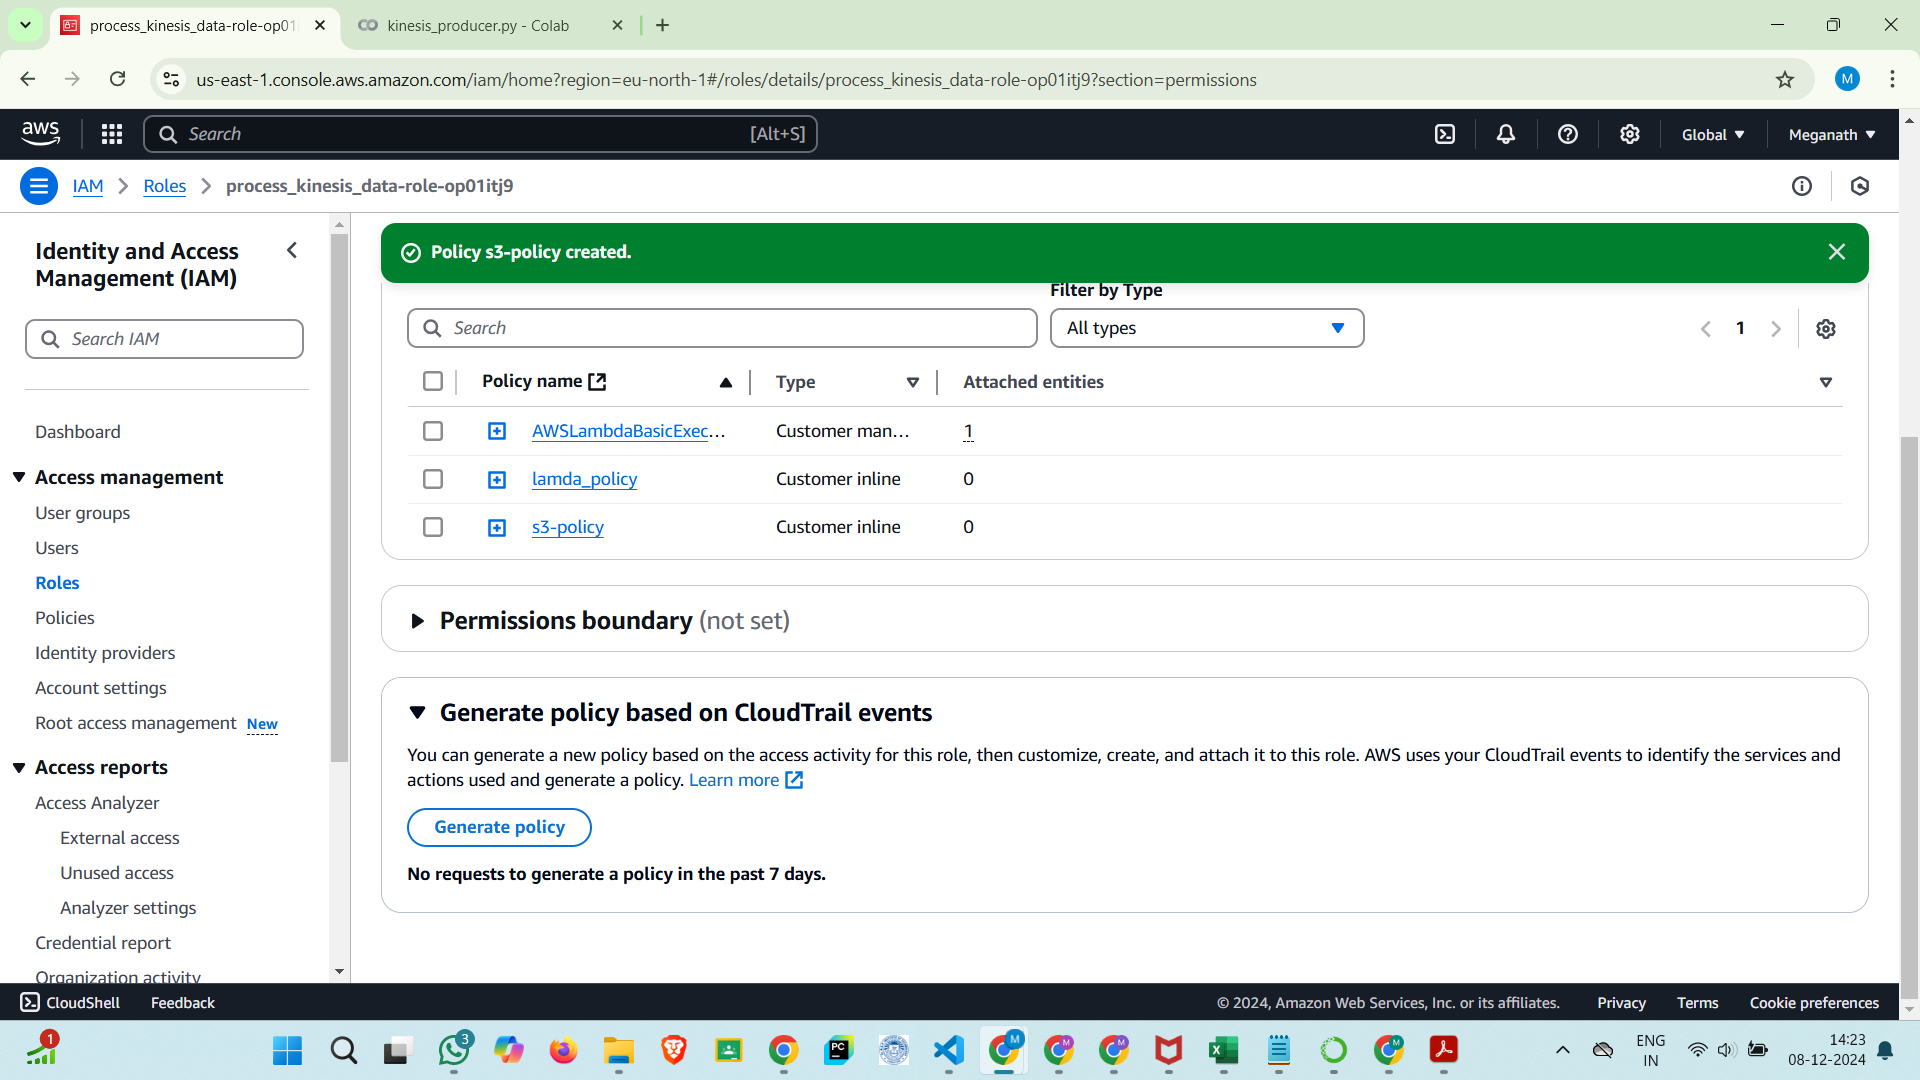 process_kinesis_data-role-op01
kinesis_producer.py - Colab
us-east-1.console.aws.amazon.com/iam/home?region=eu-north-1#/roles/details/process_kinesis_data-role-op01itj9?section=permissions
M
aws
Search
[Alt+S]
Global
Meganath
IAM
Roles
process_kinesis_data-role-op01itj9
Identity and Access
Management (IAM)
Search IAM
Dashboard
Access management
User groups
Users
Roles
Policies
Identity providers
Account settings
Root access management New
Access reports
Access Analyzer
External access
Unused access
Analyzer settings
Credential report
Organization activity
Policy s3-policy created.
Filter by Type
Search
All types
1
Policy name
Type
Attached entities
AWSLambdaBasicExec...
Customer man...
1
lamda_policy
Customer inline
0
s3-policy
Customer inline
0
Permissions boundary (not set)
Generate policy based on CloudTrail events
You can generate a new policy based on the access activity for this role, then customize, create, and attach it to this role. AWS uses your CloudTrail events to identify the services and
actions used and generate a policy. Learn more
Generate policy
No requests to generate a policy in the past 7 days.
CloudShell
Feedback
© 2024, Amazon Web Services, Inc. or its affiliates.
Privacy
Terms
Cookie preferences
1
3
PC
M
M
M
M
ENG
IN
14:23
08-12-2024